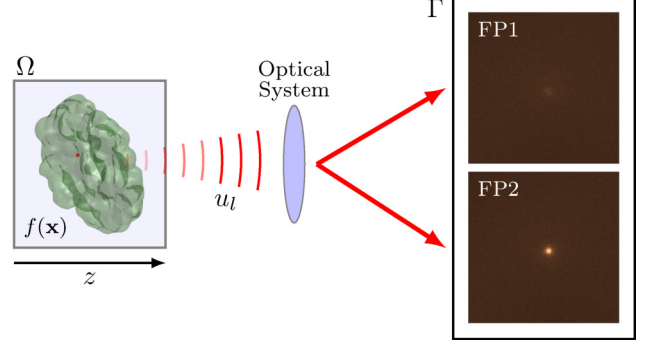 Ω
f(x)
z
u_l
Optical
System
Γ
FP1
FP2